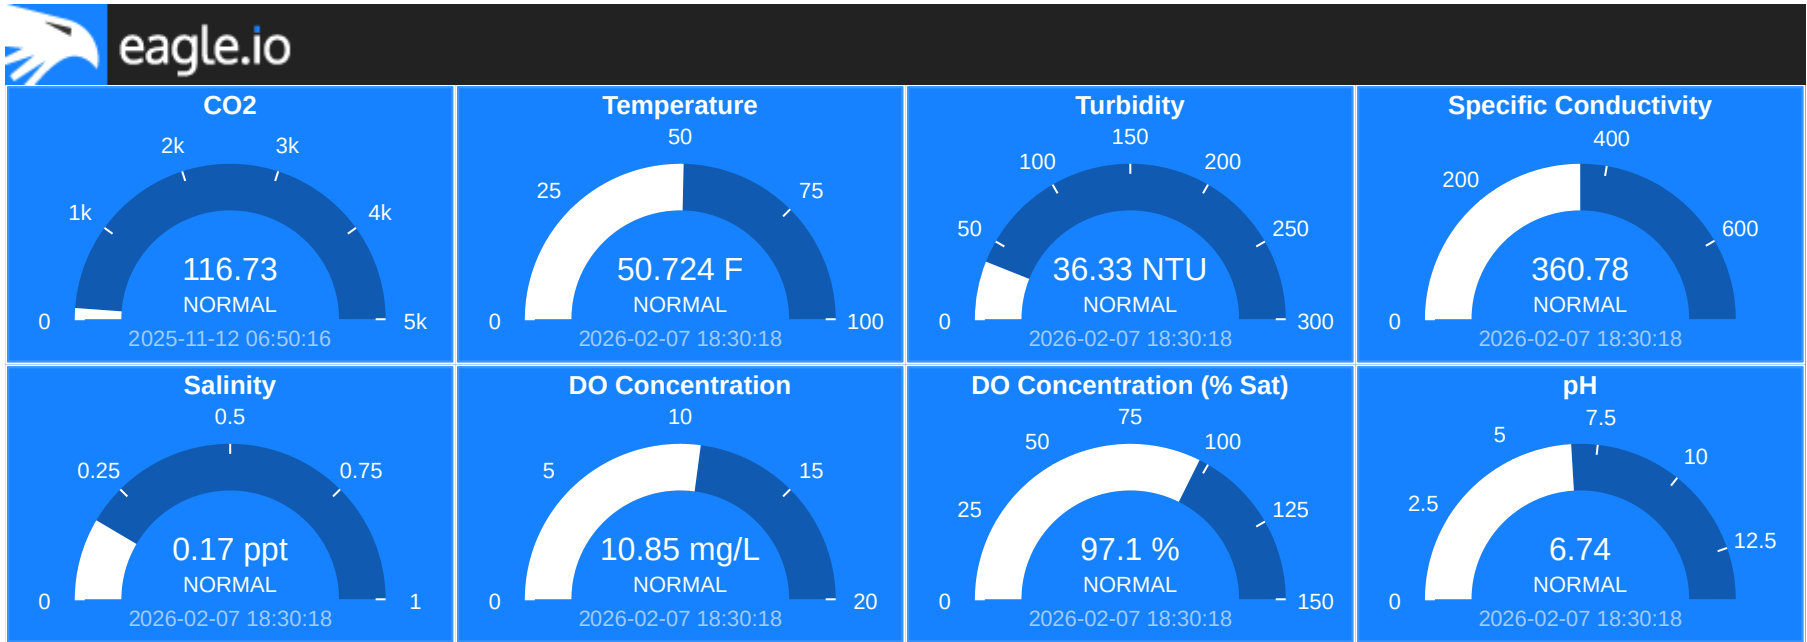 eagle.io
CO2
0
1k
2k
3k
4k
5k
116.73
NORMAL
2025-11-12 06:50:16
Temperature
0
25
50
75
100
50.724 F
NORMAL
2026-02-07 18:30:18
Turbidity
0
50
100
150
200
250
300
36.33 NTU
NORMAL
2026-02-07 18:30:18
Specific Conductivity
0
200
400
600
360.78
NORMAL
2026-02-07 18:30:18
Salinity
0
0.25
0.5
0.75
1
0.17 ppt
NORMAL
2026-02-07 18:30:18
DO Concentration
0
5
10
15
20
10.85 mg/L
NORMAL
2026-02-07 18:30:18
DO Concentration (% Sat)
0
25
50
75
100
125
150
97.1 %
NORMAL
2026-02-07 18:30:18
pH
0
2.5
5
7.5
10
12.5
6.74
NORMAL
2026-02-07 18:30:18